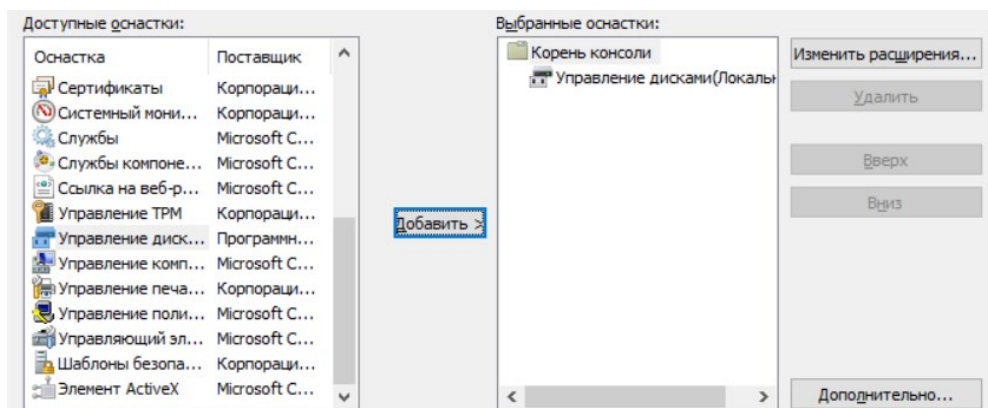 Доступные оснастки:
Оснастка Поставщик
Сертификаты Корпораци...
Системный мони... Корпораци...
Службы Microsoft C...
Службы компоне... Microsoft C...
Ссылка на веб-р... Microsoft C...
Управление TPM Корпораци...
Управление диск... Программн...
Управление комп... Microsoft C...
Управление печа... Корпораци...
Управление поли... Microsoft C...
Управляющий эл... Microsoft C...
Шаблоны безопа... Корпораци...
Элемент ActiveX Microsoft C...
Добавить >
Выбранные оснастки:
Корень консоли
Управление дисками(Локальн
Изменить расширения...
Удалить
Вверх
Вниз
Дополнительно...